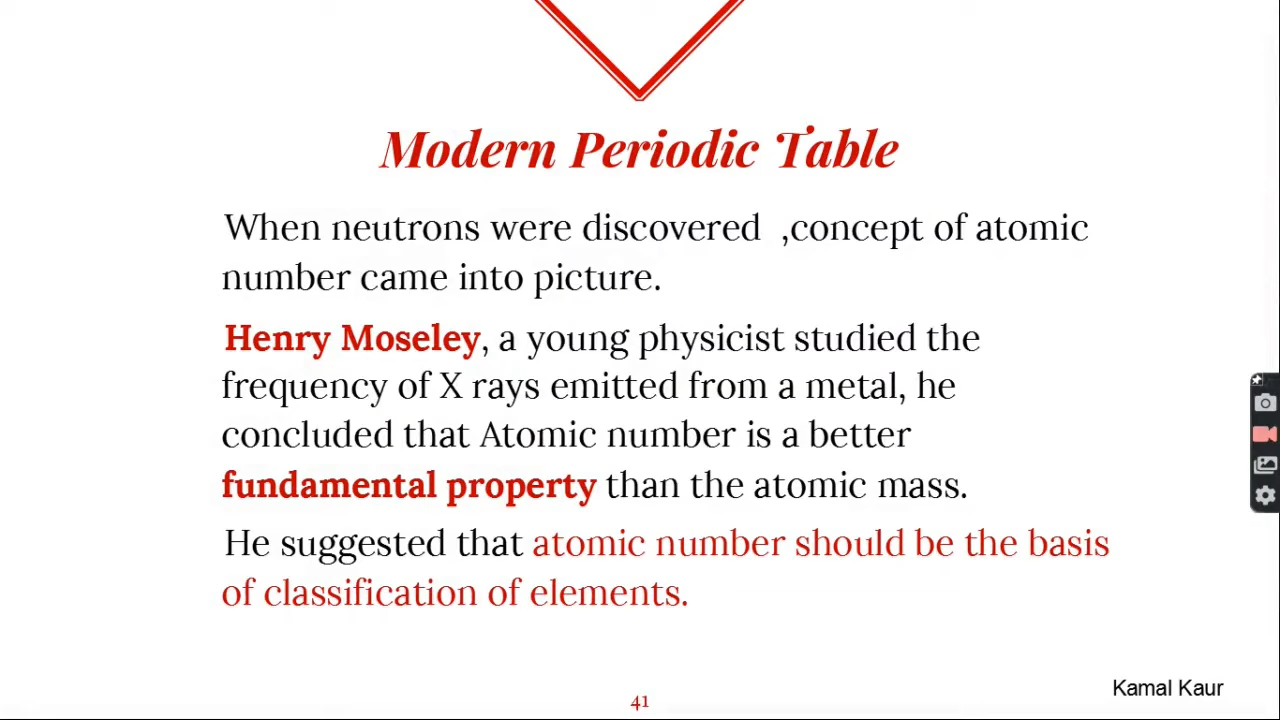 Modern Periodic Table
When neutrons were discovered ,concept of atomic
number came into picture.
Henry Moseley, a young physicist studied the
frequency of X rays emitted from a metal, he
concluded that Atomic number is a better
fundamental property than the atomic mass.
He suggested that atomic number should be the basis
of classification of elements.
Kamal Kaur
41